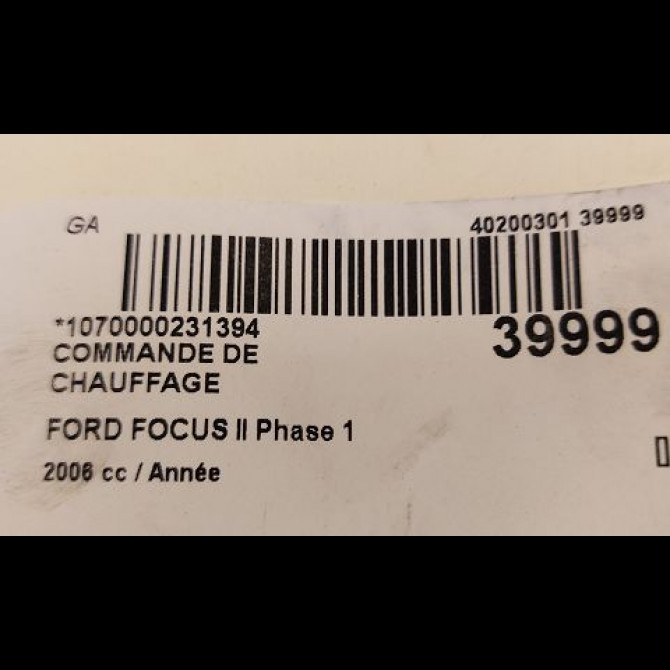 GA
40200301 39999
*1070000231394
39999
COMMANDE DE
CHAUFFAGE
FORD FOCUS II Phase 1
2006 cc / Année